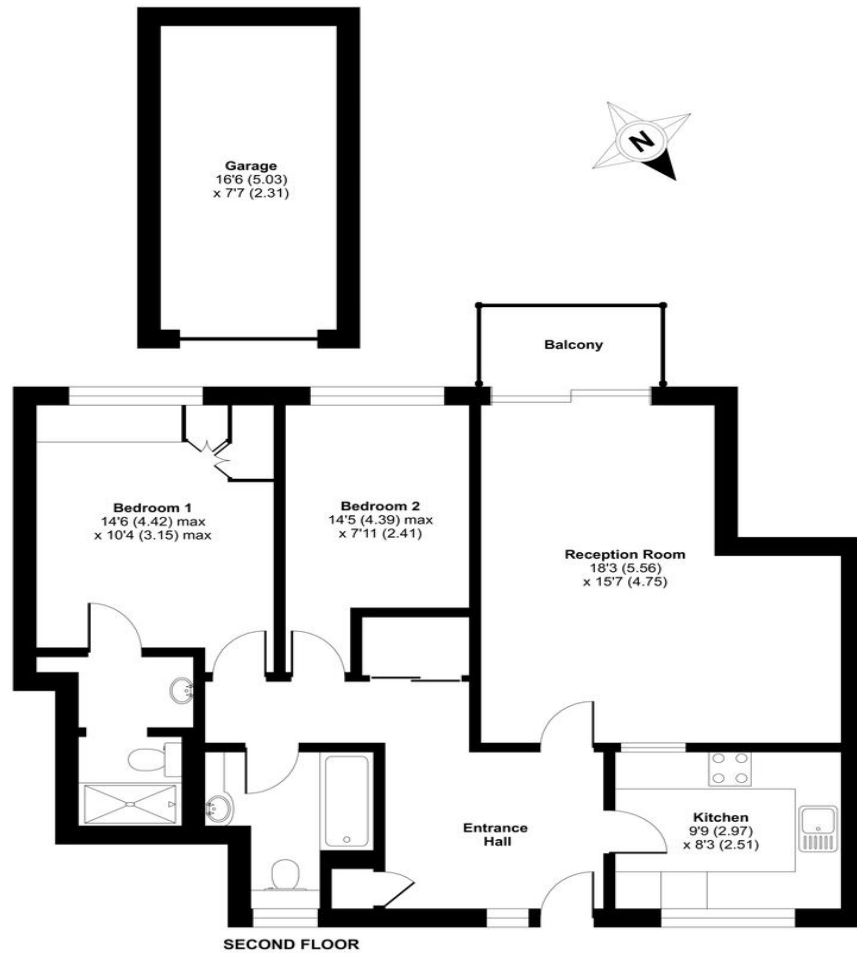 Garage
16'6 (5.03)
x 7'7 (2.31)
N
Balcony
Bedroom 1
14'6 (4.42) max
x 10'4 (3.15) max
Bedroom 2
14'5 (4.39) max
x 7'11 (2.41)
Reception Room
18'3 (5.56)
x 15'7 (4.75)
Entrance
Hall
Kitchen
9'9 (2.97)
x 8'3 (2.51)
SECOND FLOOR